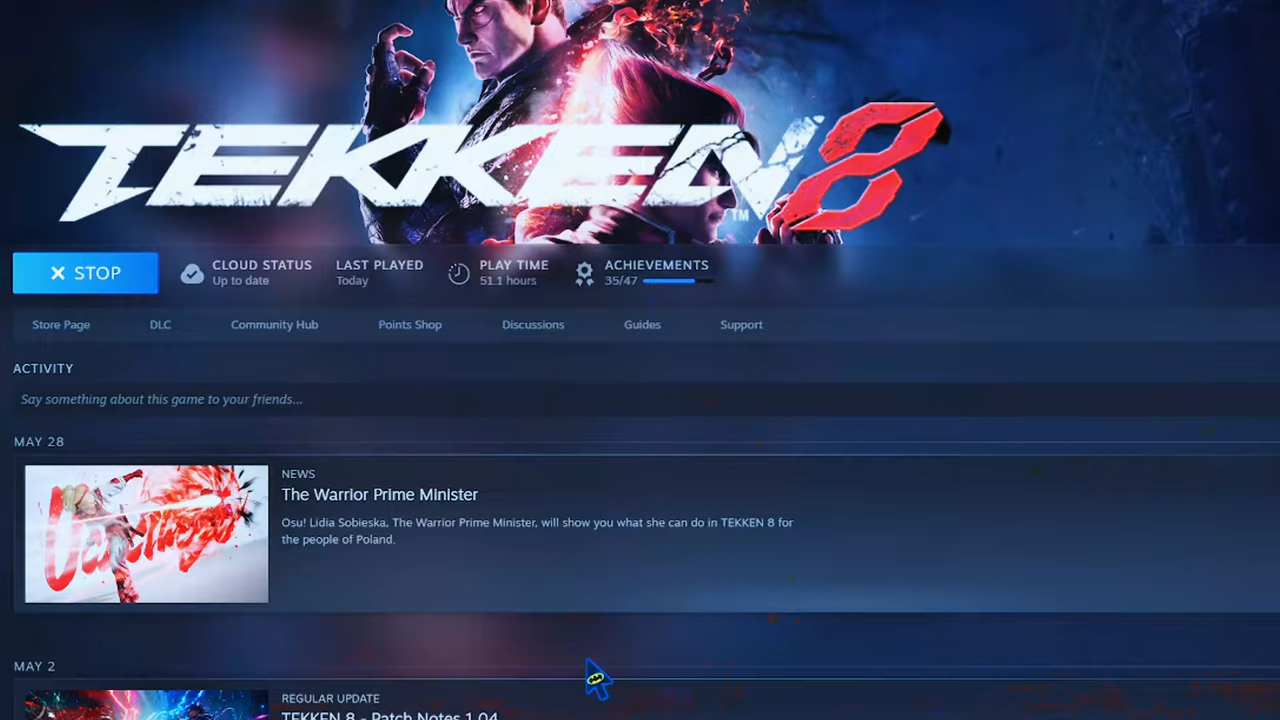 TEKKEN 8
TM
STOP
CLOUD STATUS
Up to date
LAST PLAYED
Today
PLAY TIME
51.1 hours
ACHIEVEMENTS
35/47
Store Page
DLC
Community Hub
Points Shop
Discussions
Guides
Support
ACTIVITY
Say something about this game to your friends...
MAY 28
NEWS
The Warrior Prime Minister
Osu! Lidia Sobieska, The Warrior Prime Minister, will show you what she can do in TEKKEN 8 for
the people of Poland.
MAY 2
REGULAR UPDATE
TEKKEN 8 - Patch Notes 1.04